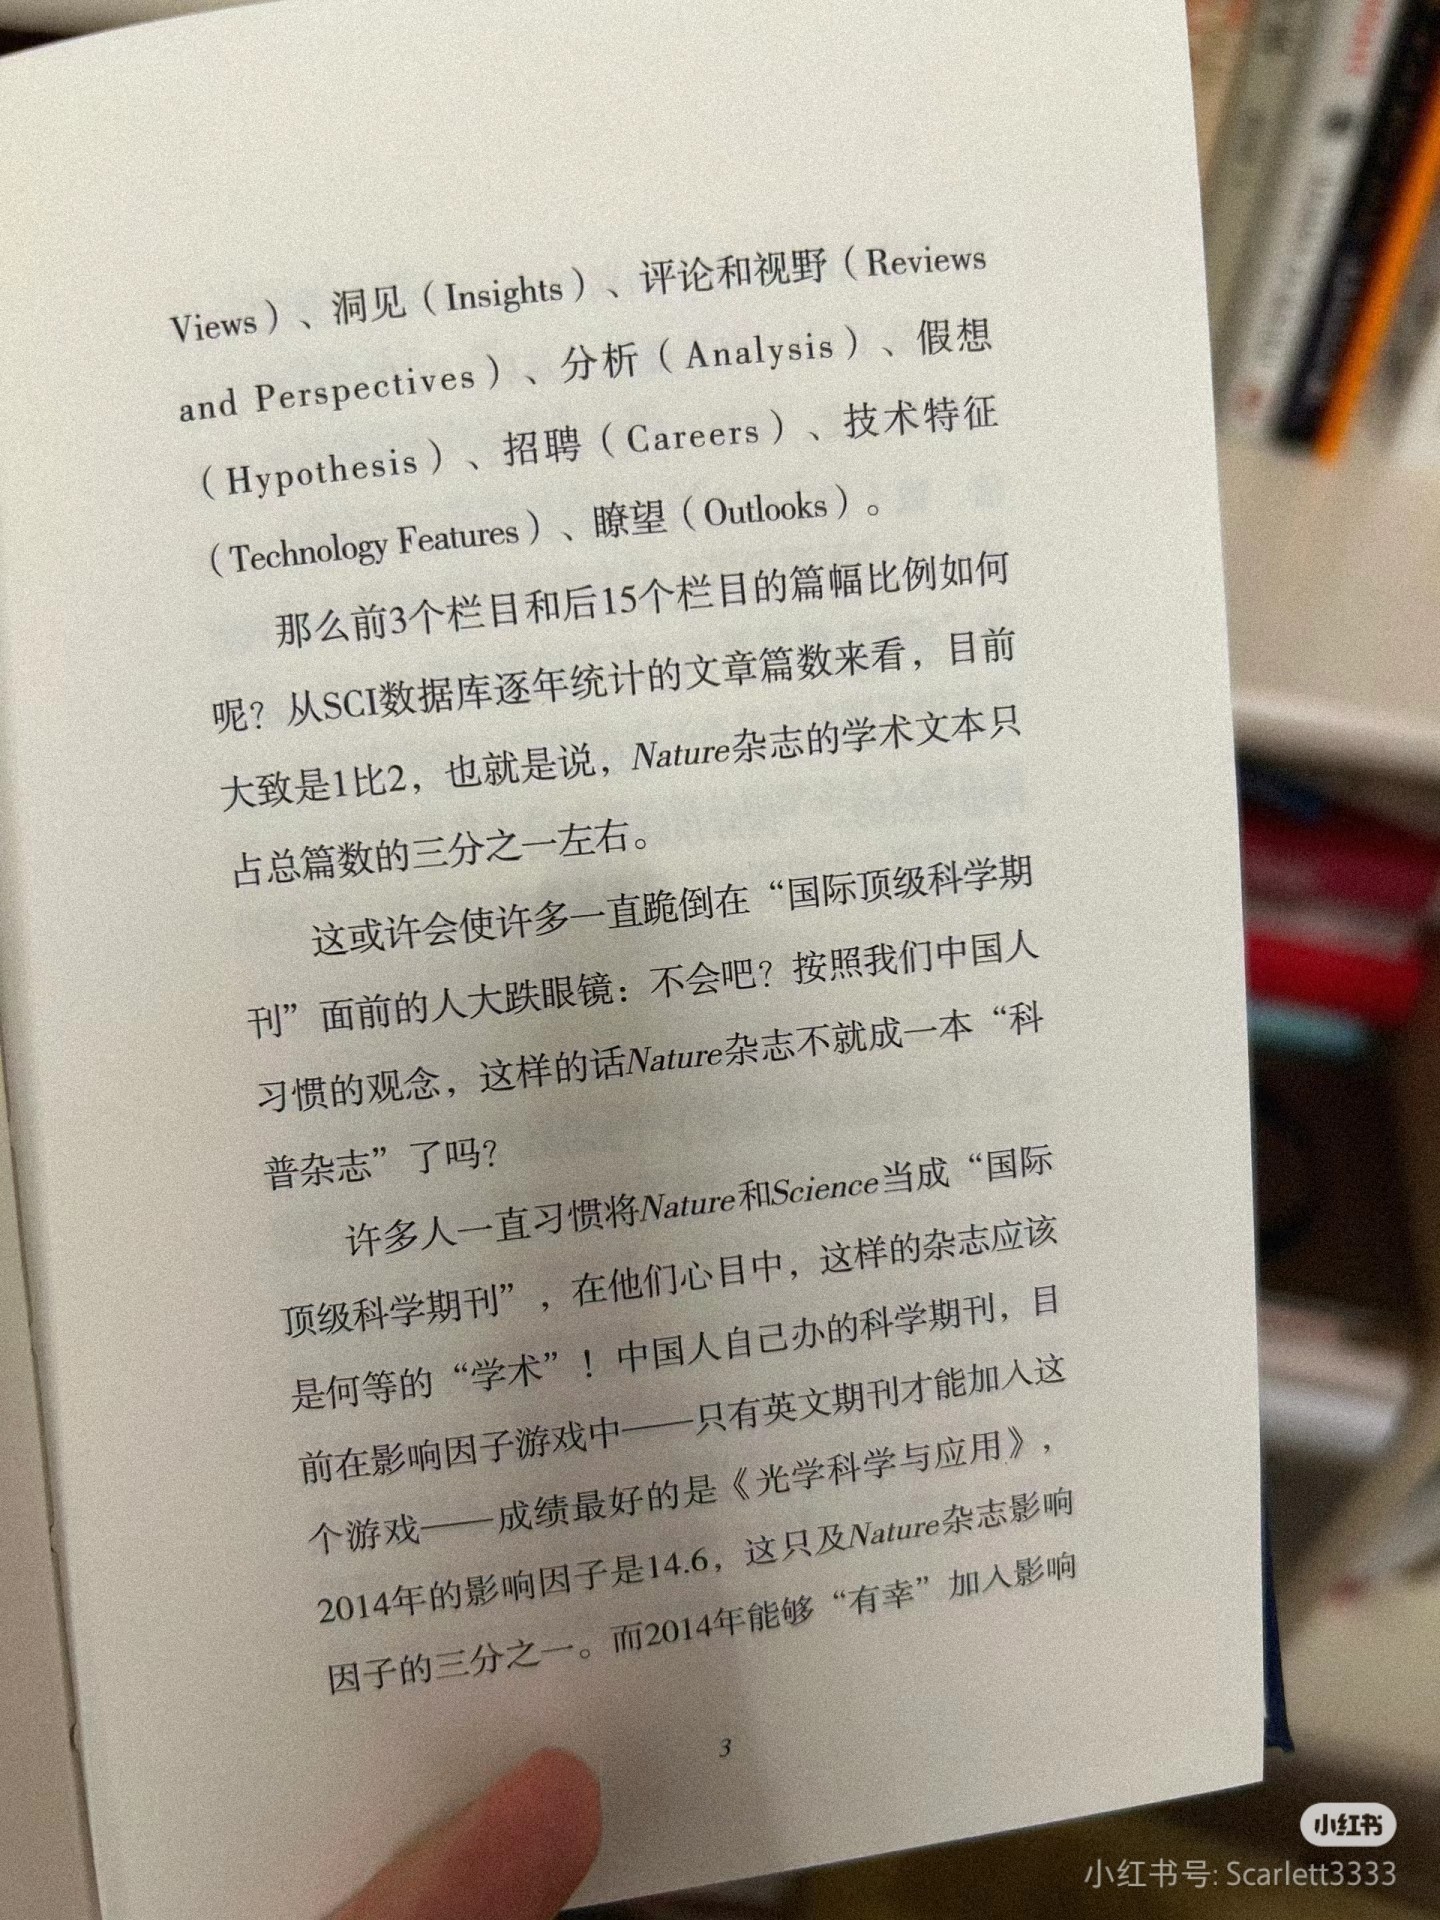 Views）、洞见（Insights）、评论和视野（Reviews
and Perspectives）、分析（Analysis）、假想
（Hypothesis）、招聘（Careers）、技术特征
（Technology Features）、瞭望（Outlooks）。
那么前3个栏目和后15个栏目的篇幅比例如何
呢？从SCI数据库逐年统计的文章篇数来看，目前
大致是1比2，也就是说，Nature杂志的学术文本只
占总篇数的三分之一左右。
这或许会使许多一直跪倒在“国际顶级科学期
刊”面前的人大跌眼镜：不会吧？按照我们中国人
习惯的观念，这样的话Nature杂志不就成一本“科
普杂志”了吗？
许多人一直习惯将Nature和Science当成“国际
顶级科学期刊”，在他们心目中，这样的杂志应该
是何等的“学术”！中国人自己办的科学期刊，目
前在影响因子游戏中——只有英文期刊才能加入这
个游戏——成绩最好的是《光学科学与应用》，
2014年的影响因子是14.6，这只及Nature杂志影响
因子的三分之一。而2014年能够“有幸”加入影响
3
小红书
小红书号: Scarlett3333